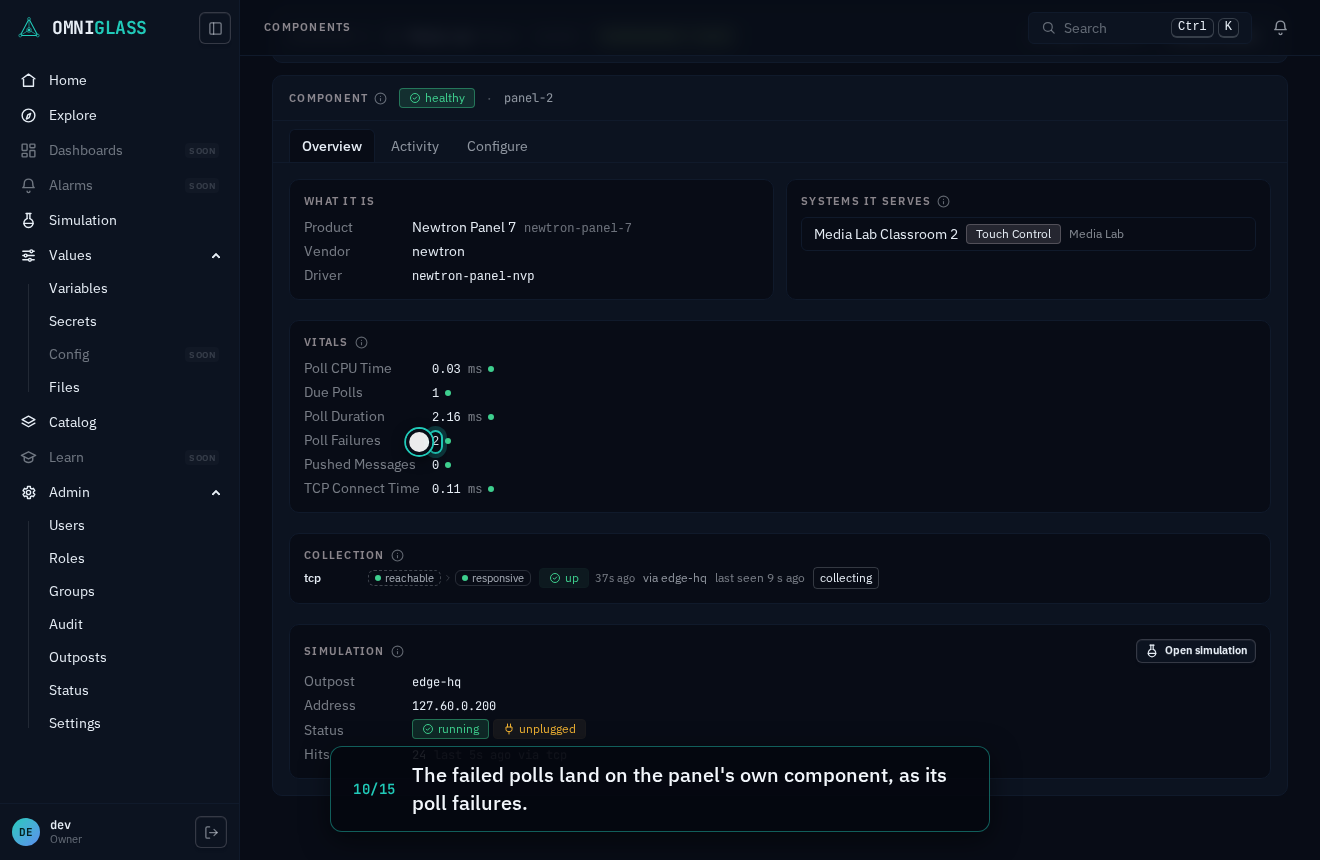 OMNIGLASS
COMPONENTS
Search
Ctrl K
Home
Explore
Dashboards SOON
Alarms SOON
Simulation
Values
Variables
Secrets
Config SOON
Files
Catalog
Learn SOON
Admin
Users
Roles
Groups
Audit
Outposts
Status
Settings
DE
dev
Owner
COMPONENT healthy · panel-2
Overview Activity Configure
WHAT IT IS
Product Newtron Panel 7 newtron-panel-7
Vendor newtron
Driver newtron-panel-nvp
SYSTEMS IT SERVES
Media Lab Classroom 2 Touch Control Media Lab
VITALS
Poll CPU Time 0.03 ms
Due Polls 1
Poll Duration 2.16 ms
Poll Failures 2
Pushed Messages 0
TCP Connect Time 0.11 ms
COLLECTION
tcp reachable › responsive up 37s ago via edge-hq last seen 9 s ago collecting
SIMULATION Open simulation
Outpost edge-hq
Address 127.60.0.200
Status running unplugged
Hits 24 last 5s ago via tcp
10/15 The failed polls land on the panel's own component, as its
poll failures.